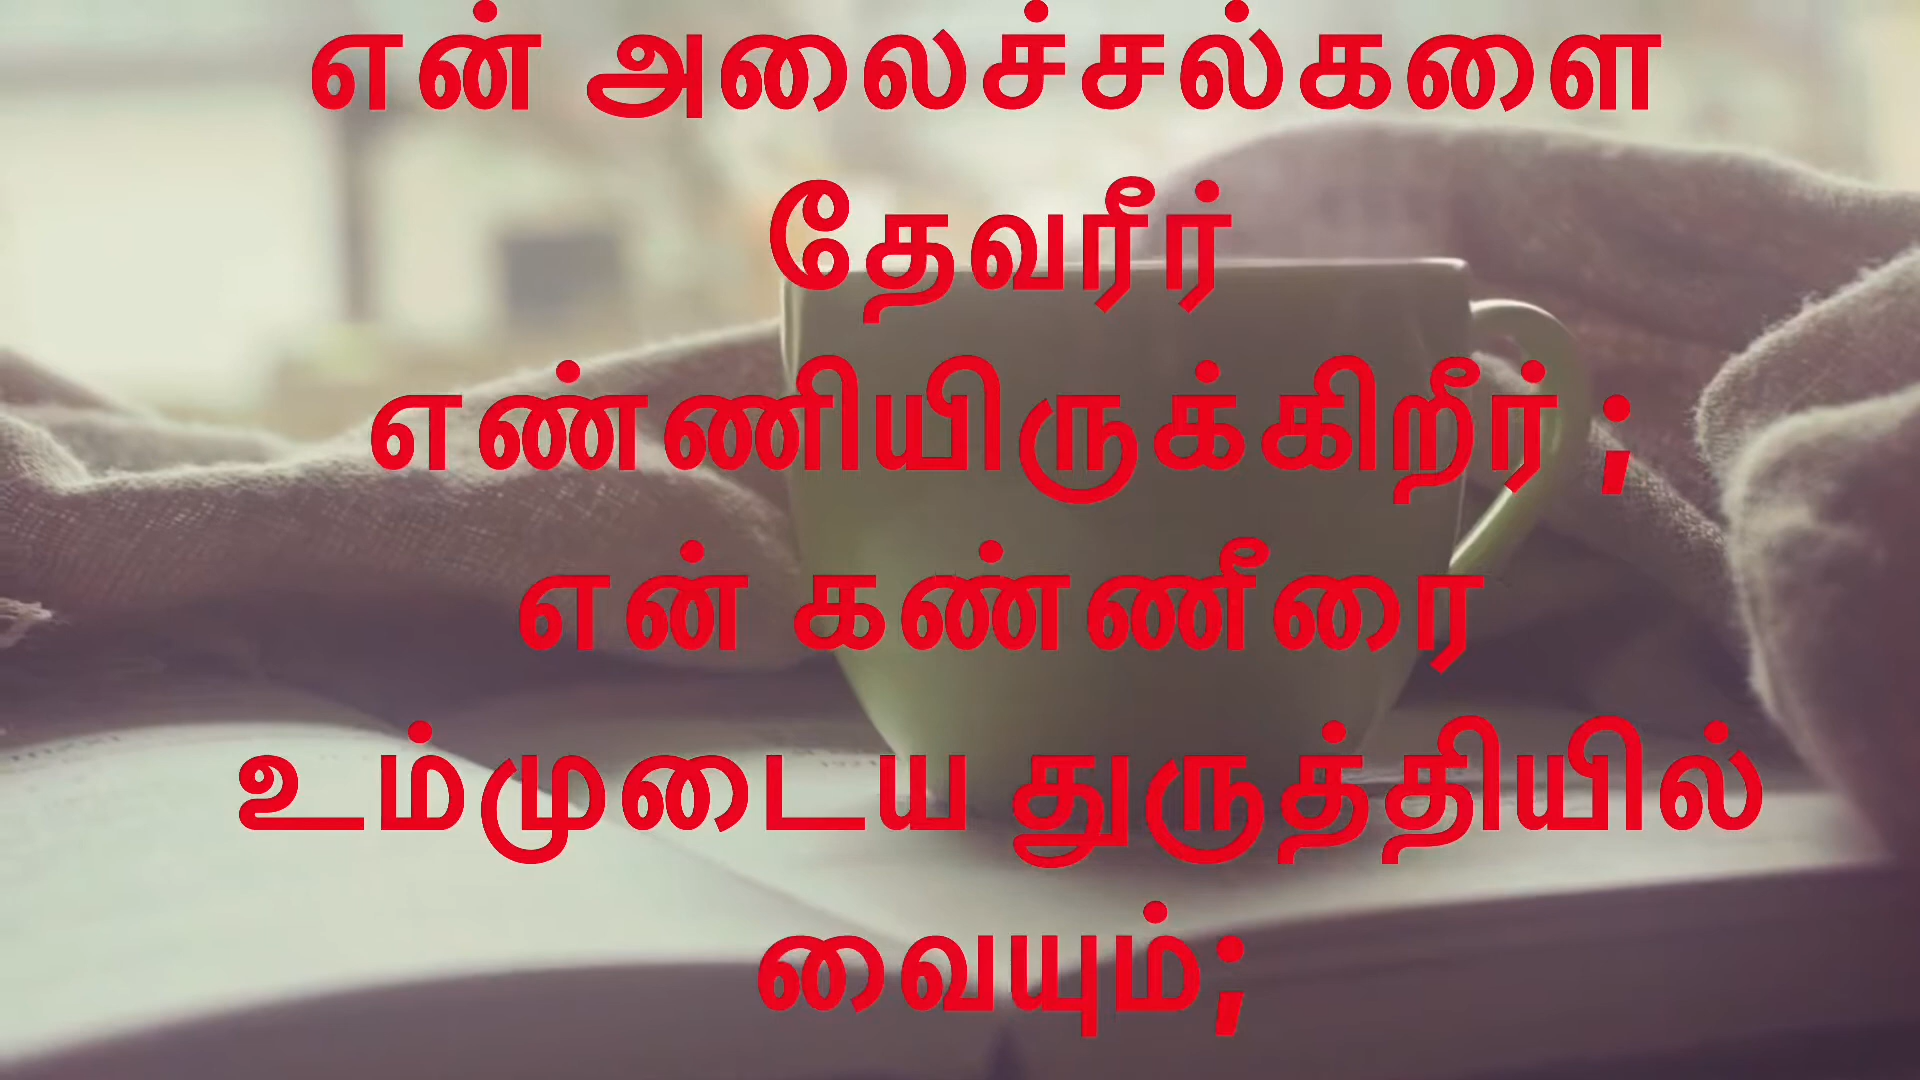 என் அலைச்சல்களை
தேவரீர்
எண்ணியிருக்கிறீர் ;
என் கண்ணீரை
உம்முடைய துருத்தியில்
வையும்;